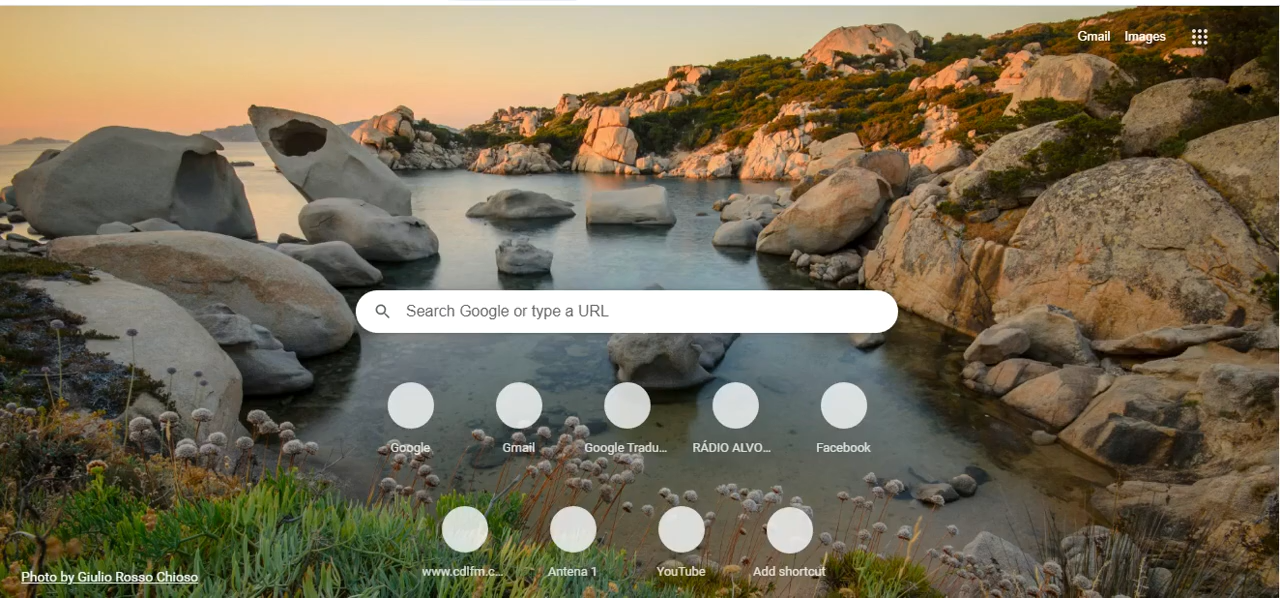 Gmail Images
Search Google or type a URL
Google Gmail Google Tradu... RÁDIO ALVO... Facebook
www.cdlfm.c... Antena 1 YouTube Add shortcut
Photo by Giulio Rosso Chioso